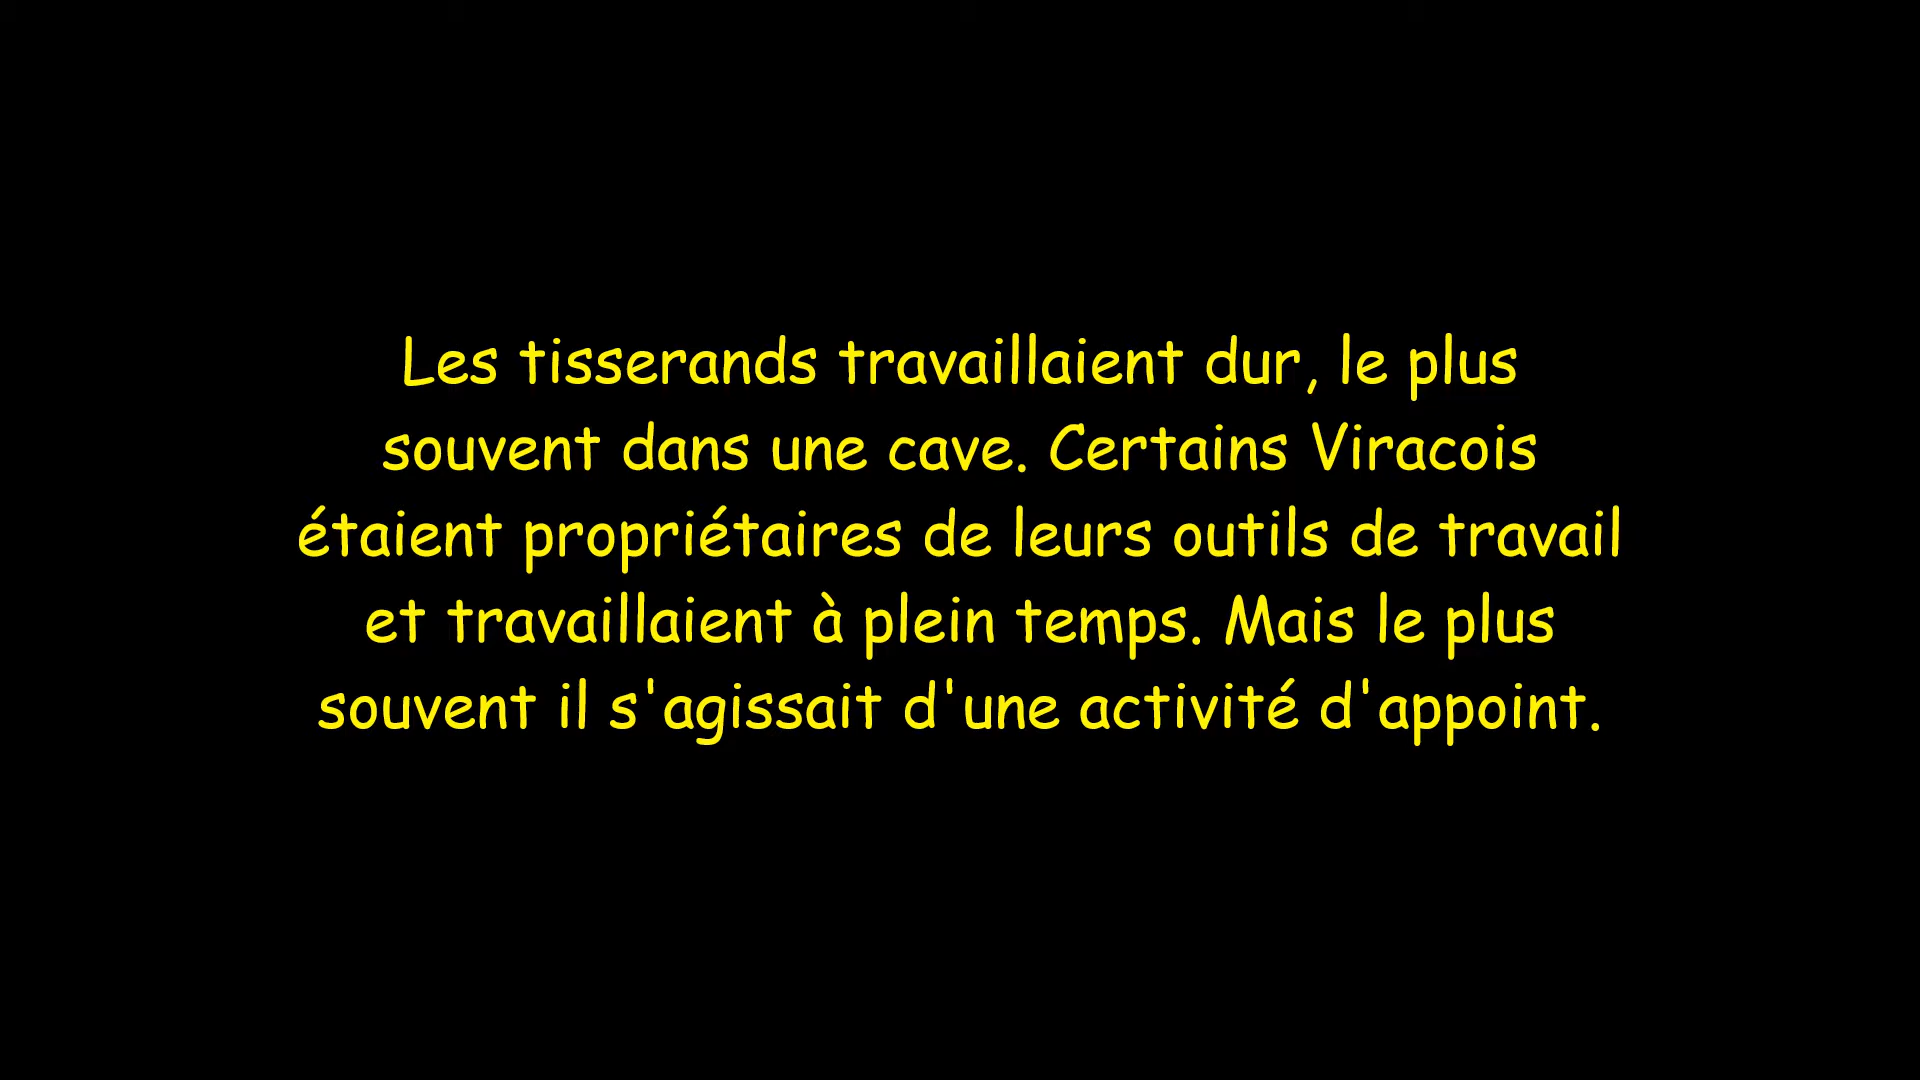 Les tisserands travaillaient dur, le plus
souvent dans une cave. Certains Viracois
étaient propriétaires de leurs outils de travail
et travaillaient à plein temps. Mais le plus
souvent il s'agissait d'une activité d'appoint.